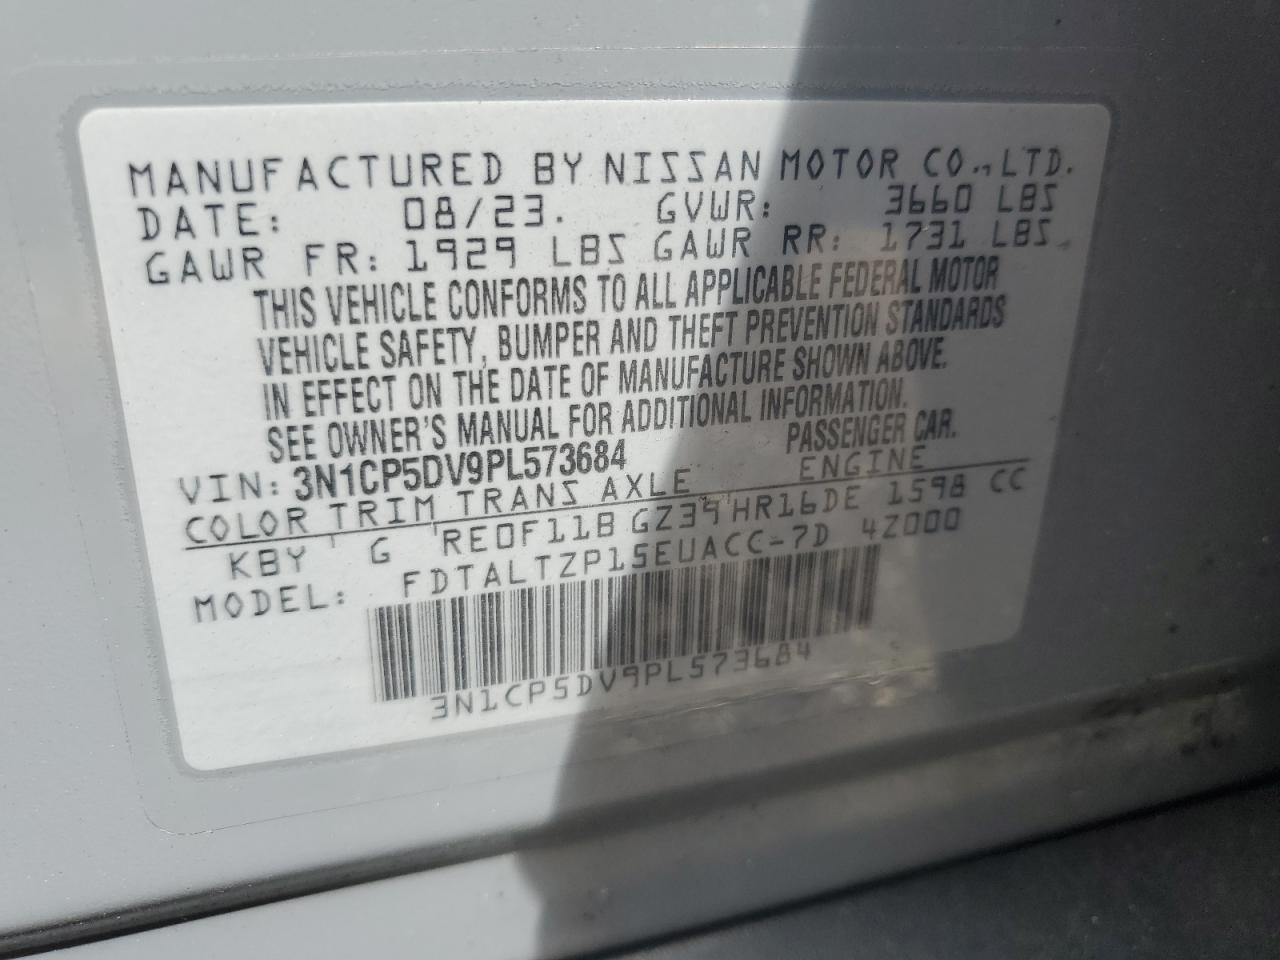 MANUFACTURED BY NISSAN MOTOR CO., LTD.
DATE: 08/23. GVWR: 3660 LBS
GAWR FR: 1929 LBS GAWR RR: 1731 LBS
THIS VEHICLE CONFORMS TO ALL APPLICABLE FEDERAL MOTOR
VEHICLE SAFETY, BUMPER AND THEFT PREVENTION STANDARDS
IN EFFECT ON THE DATE OF MANUFACTURE SHOWN ABOVE.
SEE OWNER'S MANUAL FOR ADDITIONAL INFORMATION.
VIN: 3N1CP5DV9PL573684 PASSENGER CAR.
COLOR TRIM TRANS AXLE ENGINE
KBY G RE0F11B GZ39 HR16DE 1598 CC
MODEL: FDTALTZP15EUACC-7D 4Z000
3N1CP5DV9PL573684